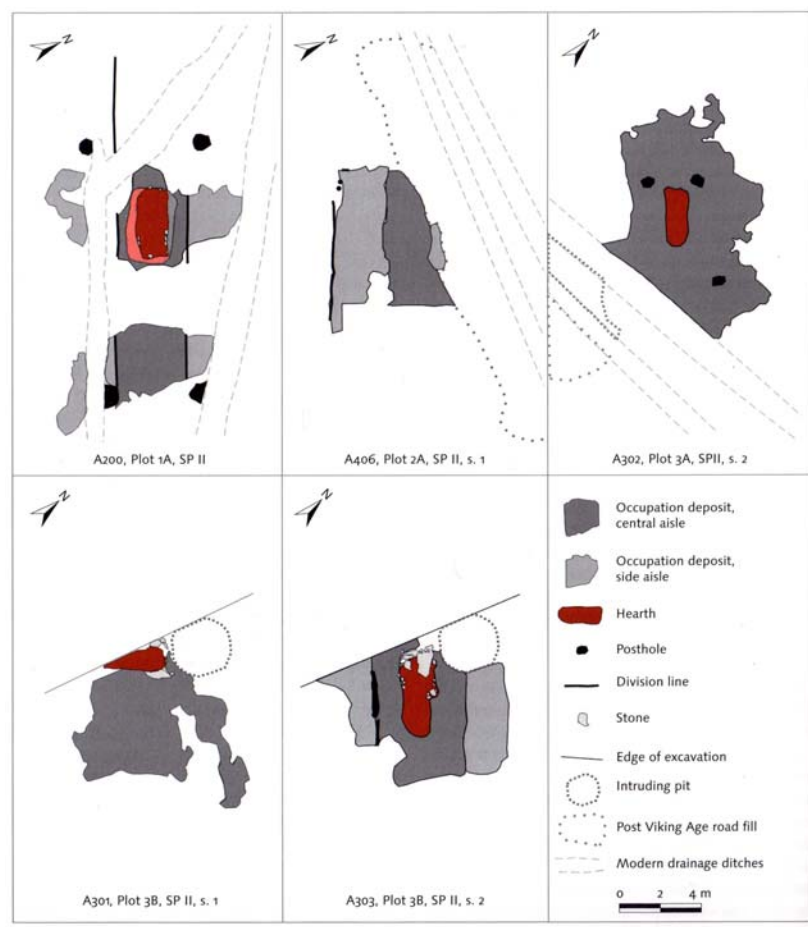 N
N
N
A200, Plot 1A, SP II
A406, Plot 2A, SP II, s. 1
A302, Plot 3A, SPII, s. 2
N
N
A301, Plot 3B, SP II, s. 1
A303, Plot 3B, SP II, s. 2
Occupation deposit,
central aisle
Occupation deposit,
side aisle
Hearth
Posthole
Division line
Stone
Edge of excavation
Intruding pit
Post Viking Age road fill
Modern drainage ditches
0 2 4 m